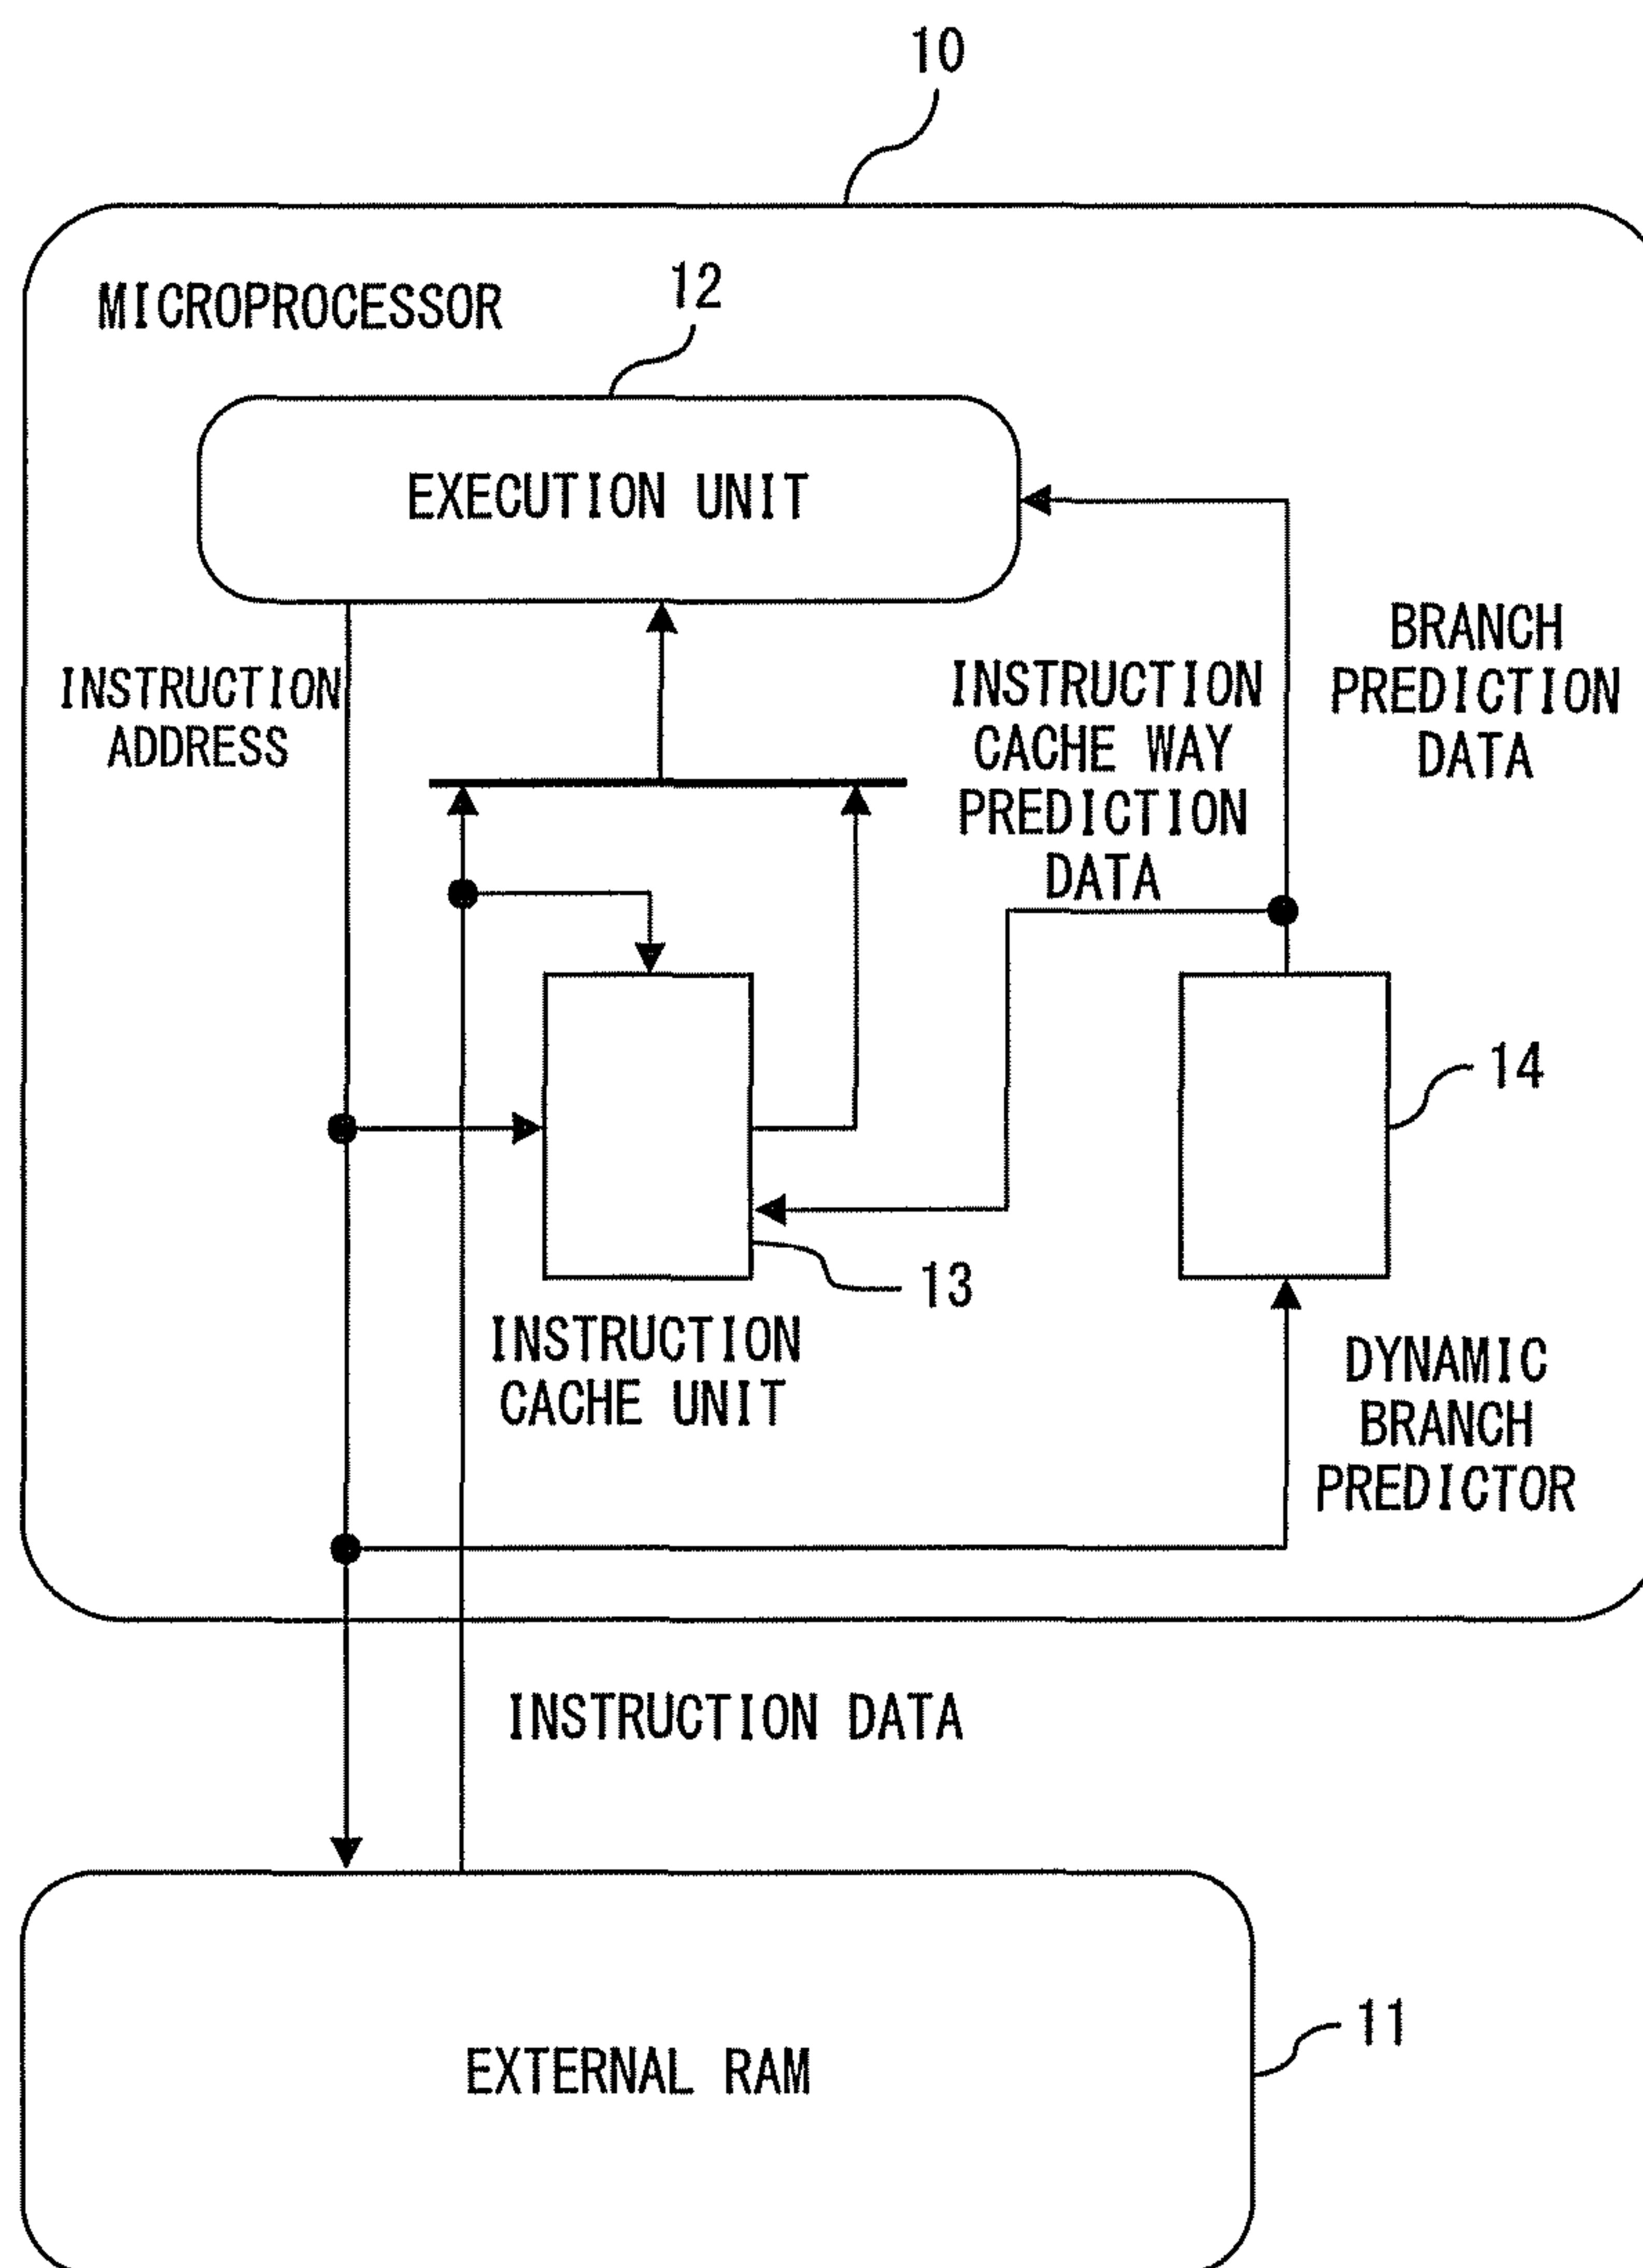 10
MICROPROCESSOR
12
EXECUTION UNIT
INSTRUCTION
ADDRESS
INSTRUCTION
CACHE WAY
PREDICTION
DATA
BRANCH
PREDICTION
DATA
14
13
INSTRUCTION
CACHE UNIT
DYNAMIC
BRANCH
PREDICTOR
INSTRUCTION DATA
11
EXTERNAL RAM